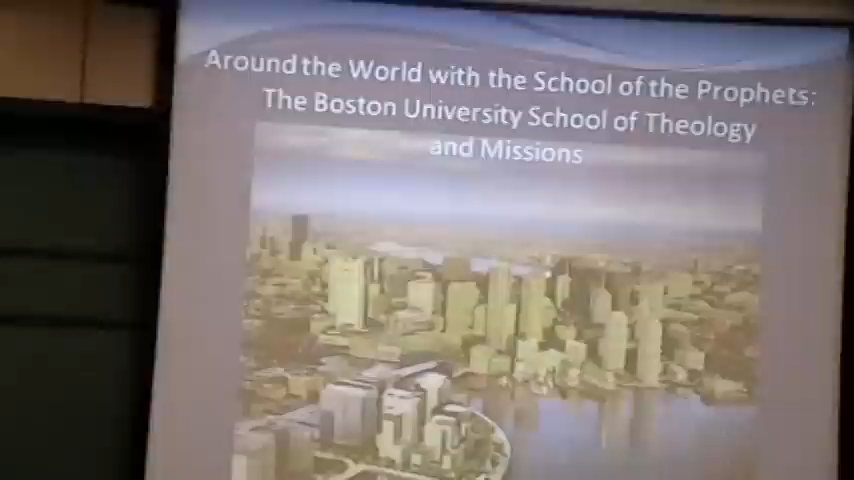 Around the World with the School of the Prophets:
The Boston University School of Theology
and Missions